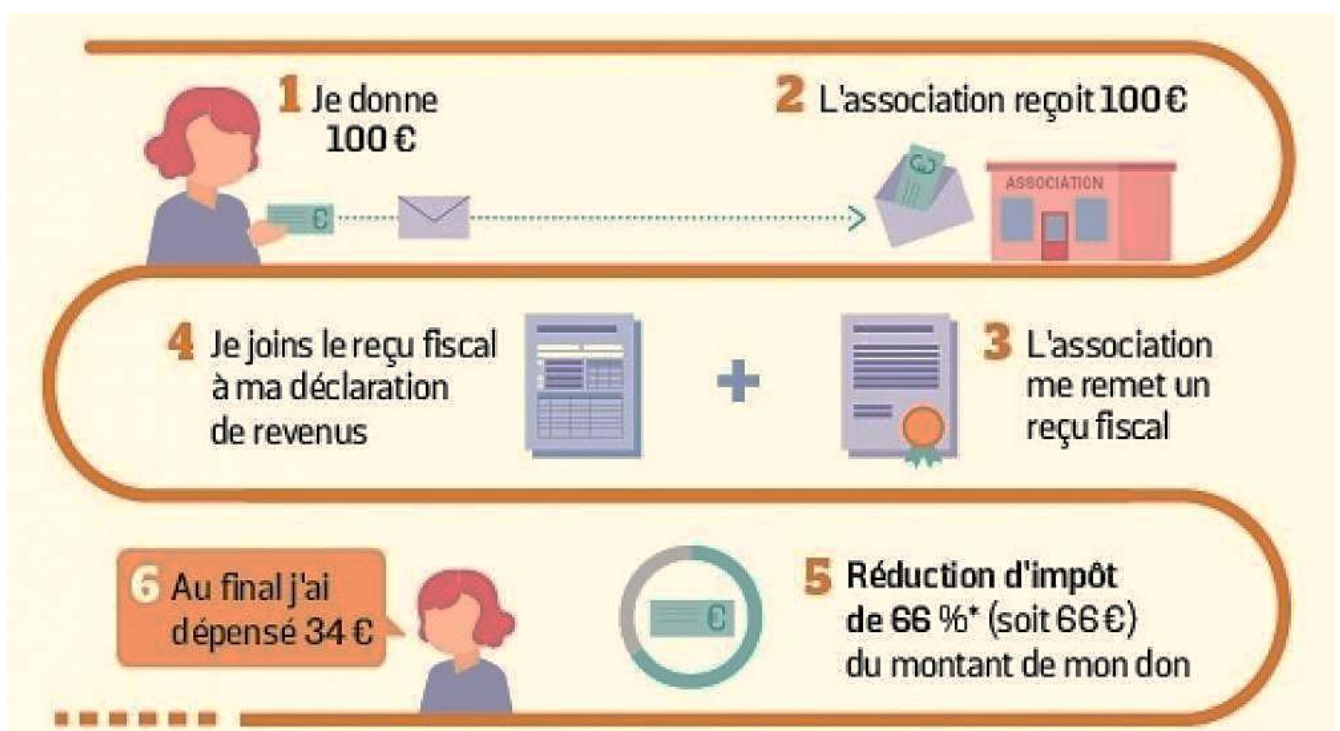 1 Je donne
100 €
2 L'association reçoit 100 €
€
€
ASSOCIATION
3 L'association
me remet un
reçu fiscal
4 Je joins le reçu fiscal
à ma déclaration
de revenus
+
5 Réduction d'impôt
de 66 %* (soit 66 €)
du montant de mon don
€
6 Au final j'ai
dépensé 34 €